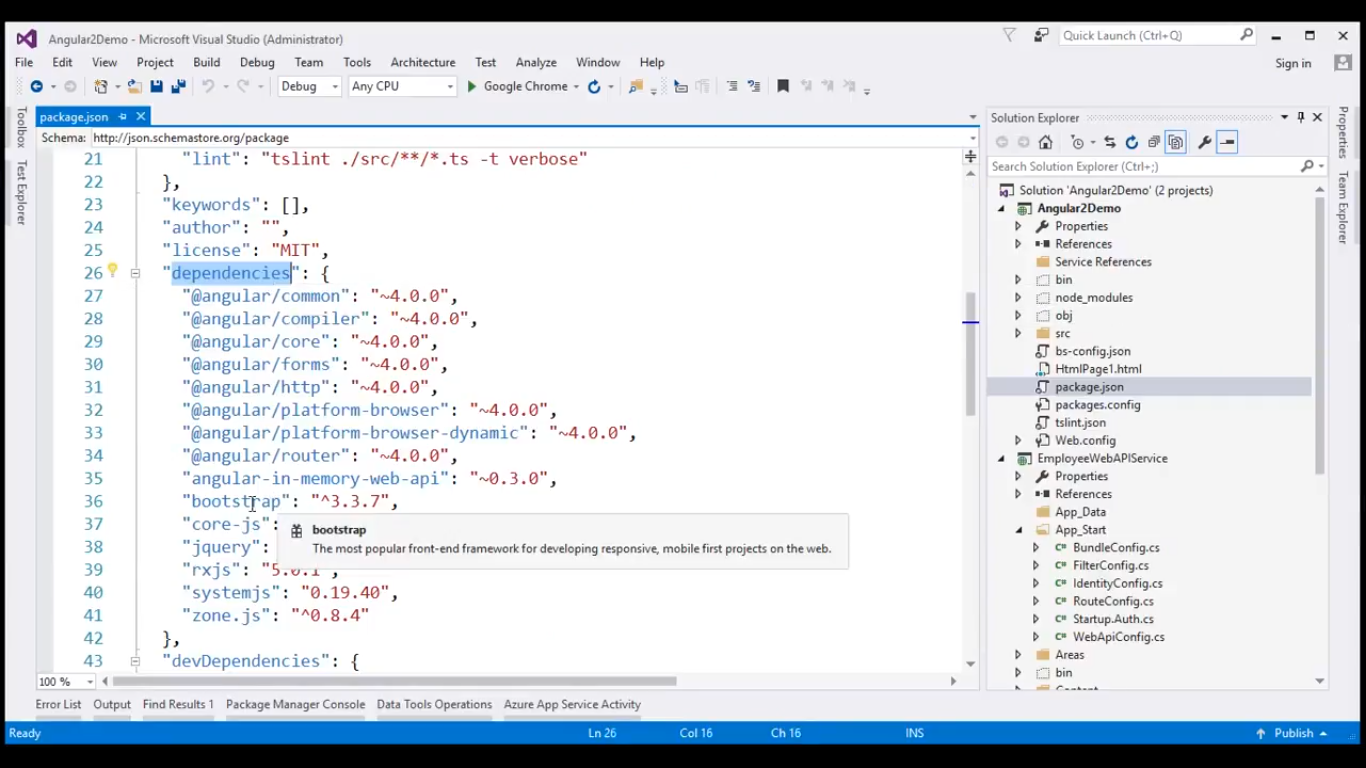 Angular2Demo - Microsoft Visual Studio (Administrator)
Quick Launch (Ctrl+Q)
File Edit View Project Build Debug Team Tools Architecture Test Analyze Window Help
Sign in
Debug Any CPU Google Chrome
package.json
Schema: http://json.schemastore.org/package
Toolbox
Test Explorer
21 "lint": "tslint ./src/**/*.ts -t verbose"
22 },
23 "keywords": [],
24 "author": "",
25 "license": "MIT",
26 "dependencies": {
27 "@angular/common": "~4.0.0",
28 "@angular/compiler": "~4.0.0",
29 "@angular/core": "~4.0.0",
30 "@angular/forms": "~4.0.0",
31 "@angular/http": "~4.0.0",
32 "@angular/platform-browser": "~4.0.0",
33 "@angular/platform-browser-dynamic": "~4.0.0",
34 "@angular/router": "~4.0.0",
35 "angular-in-memory-web-api": "~0.3.0",
36 "bootstrap": "^3.3.7",
37 "core-js":
38 "jquery":
39 "rxjs": "5.0.1",
40 "systemjs": "0.19.40",
41 "zone.js": "^0.8.4"
42 },
43 "devDependencies": {
bootstrap
The most popular front-end framework for developing responsive, mobile first projects on the web.
100 %
Solution Explorer
Search Solution Explorer (Ctrl+;)
Solution 'Angular2Demo' (2 projects)
Angular2Demo
Properties
References
Service References
bin
node_modules
obj
src
bs-config.json
HtmlPage1.html
package.json
packages.config
tslint.json
Web.config
EmployeeWebAPIService
Properties
References
App_Data
App_Start
BundleConfig.cs
FilterConfig.cs
IdentityConfig.cs
RouteConfig.cs
Startup.Auth.cs
WebApiConfig.cs
Areas
bin
Properties
Team Explorer
Error List Output Find Results 1 Package Manager Console Data Tools Operations Azure App Service Activity
Ready Ln 26 Col 16 Ch 16 INS Publish